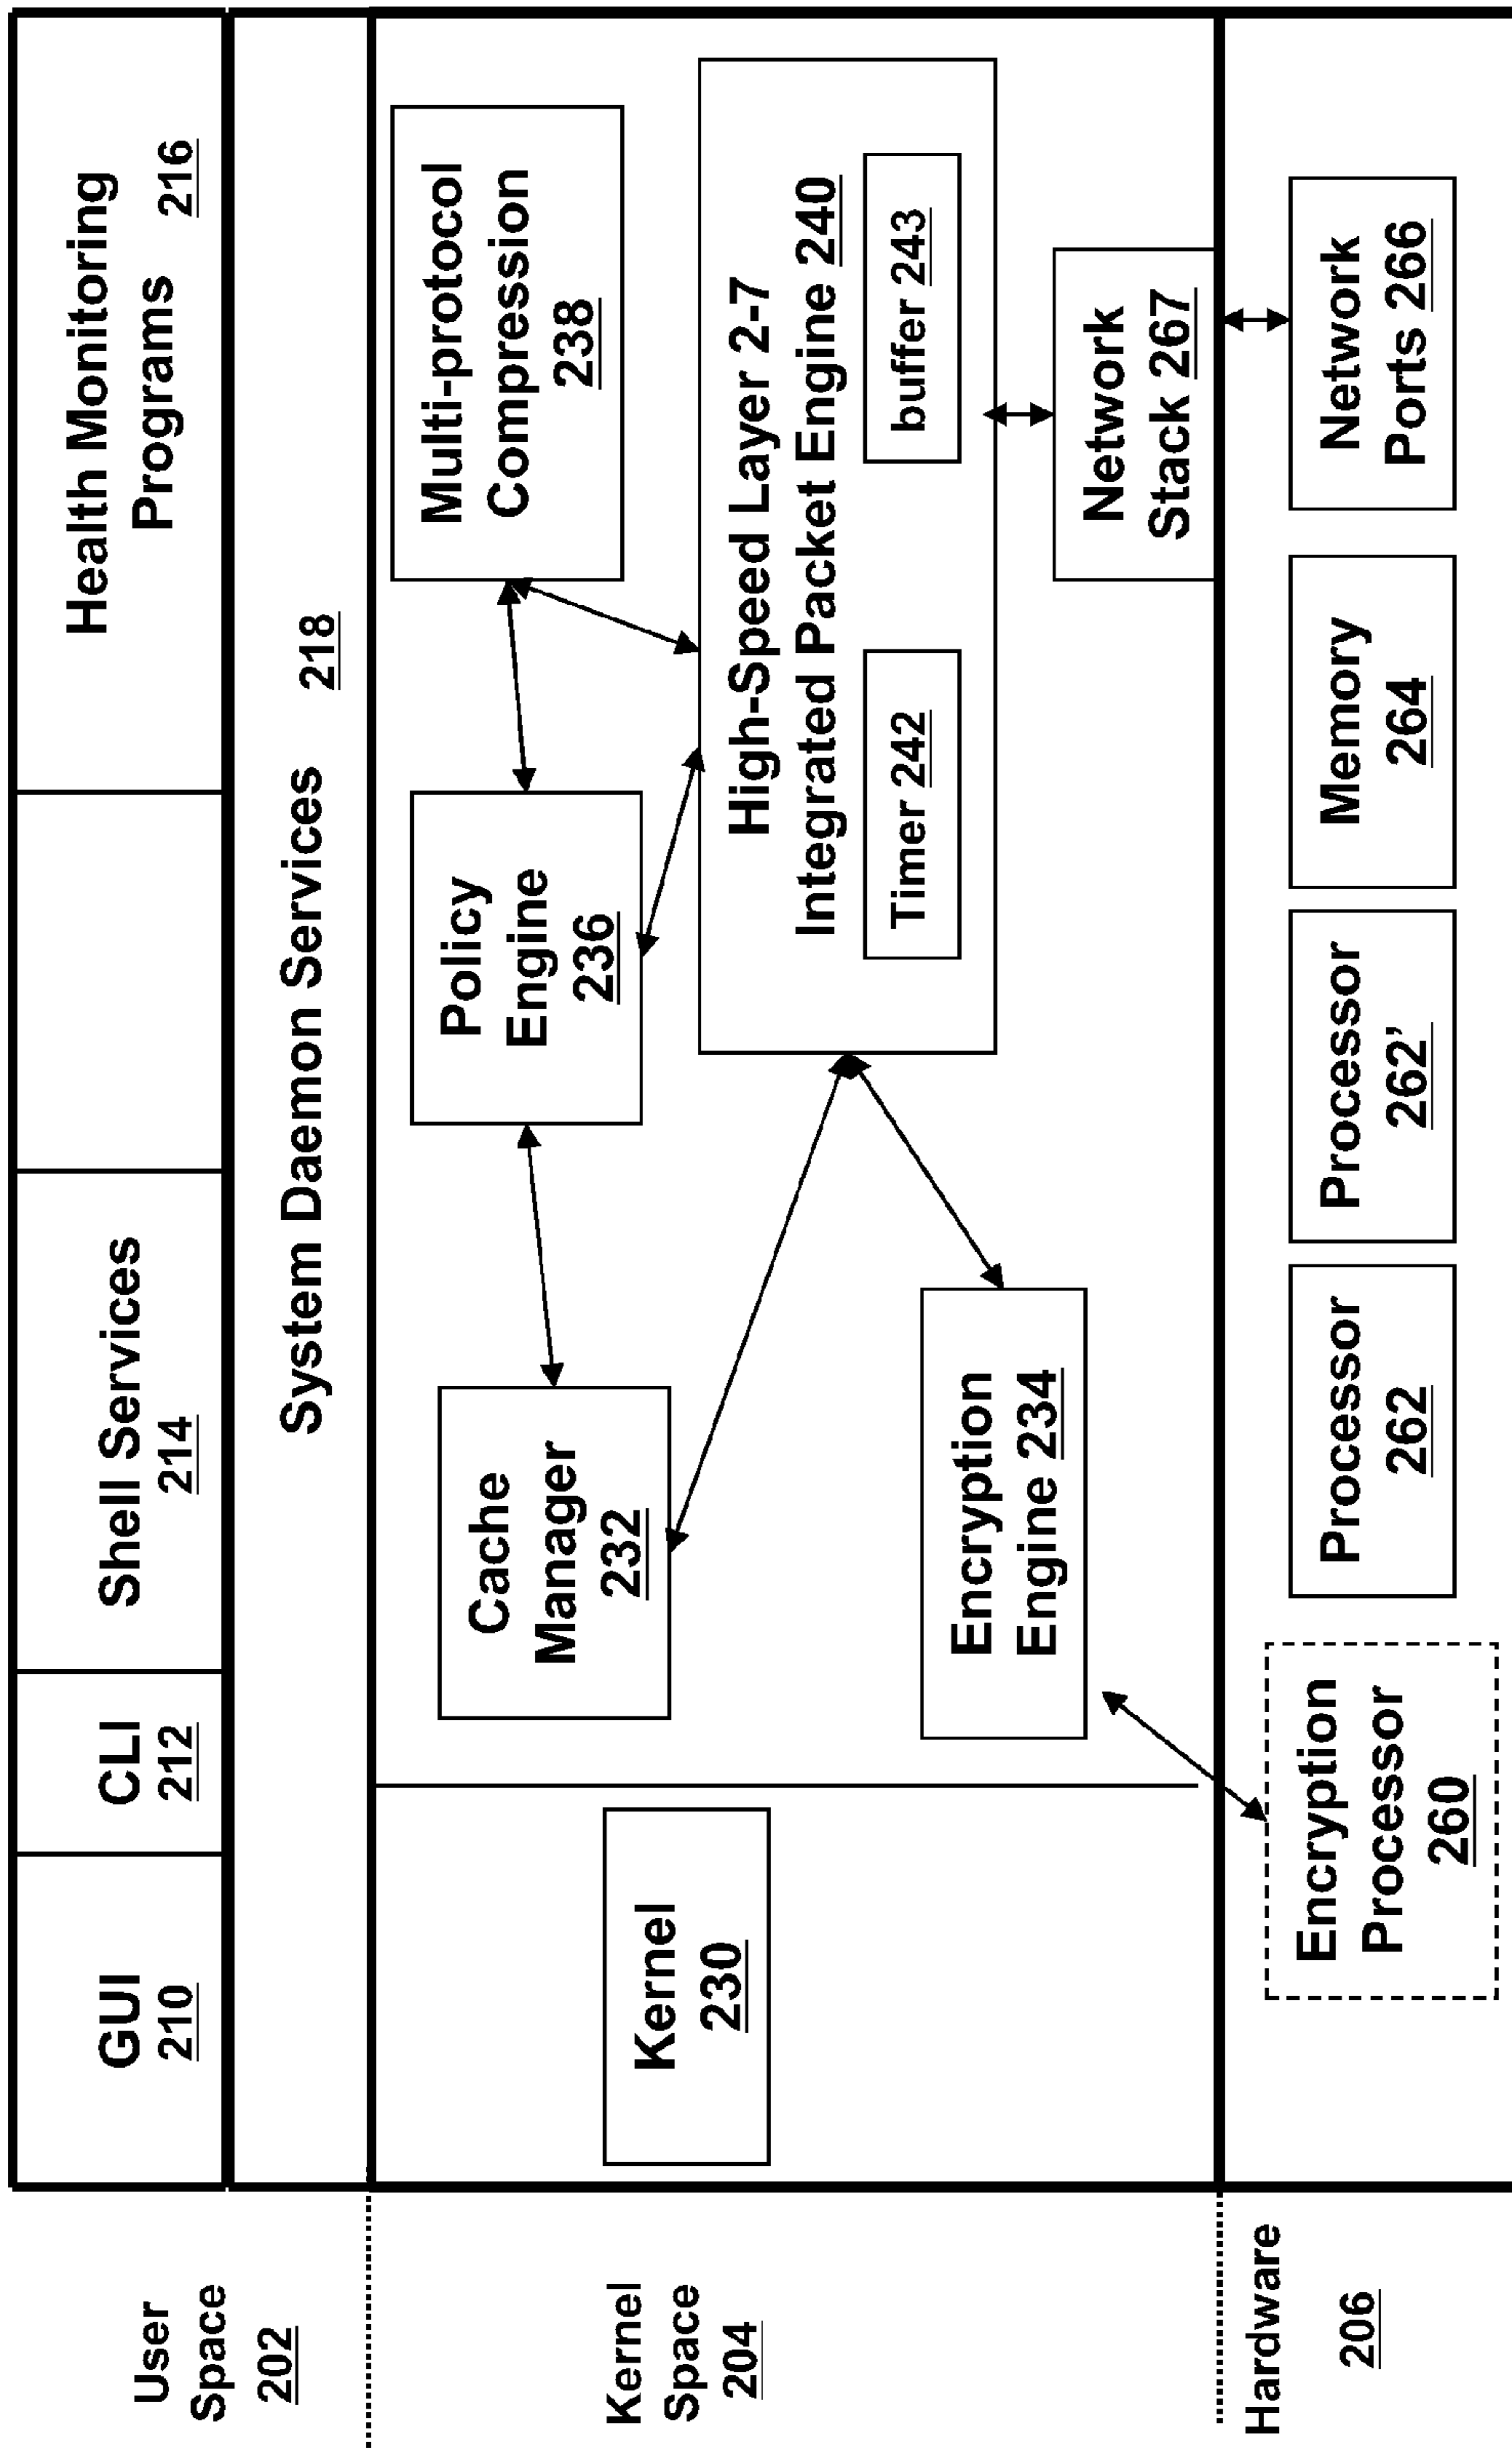 User
Space
202
GUI
210
CLI
212
Shell Services
214
Health Monitoring
Programs 216
System Daemon Services 218
Kernel
Space
204
Kernel
230
Cache
Manager
232
Policy
Engine
236
Multi-protocol
Compression
238
High-Speed Layer 2-7
Integrated Packet Engine 240
Timer 242
buffer 243
Encryption
Engine 234
Network
Stack 267
Hardware
206
Encryption
Processor
260
Processor
262
Processor
262’
Memory
264
Network
Ports 266